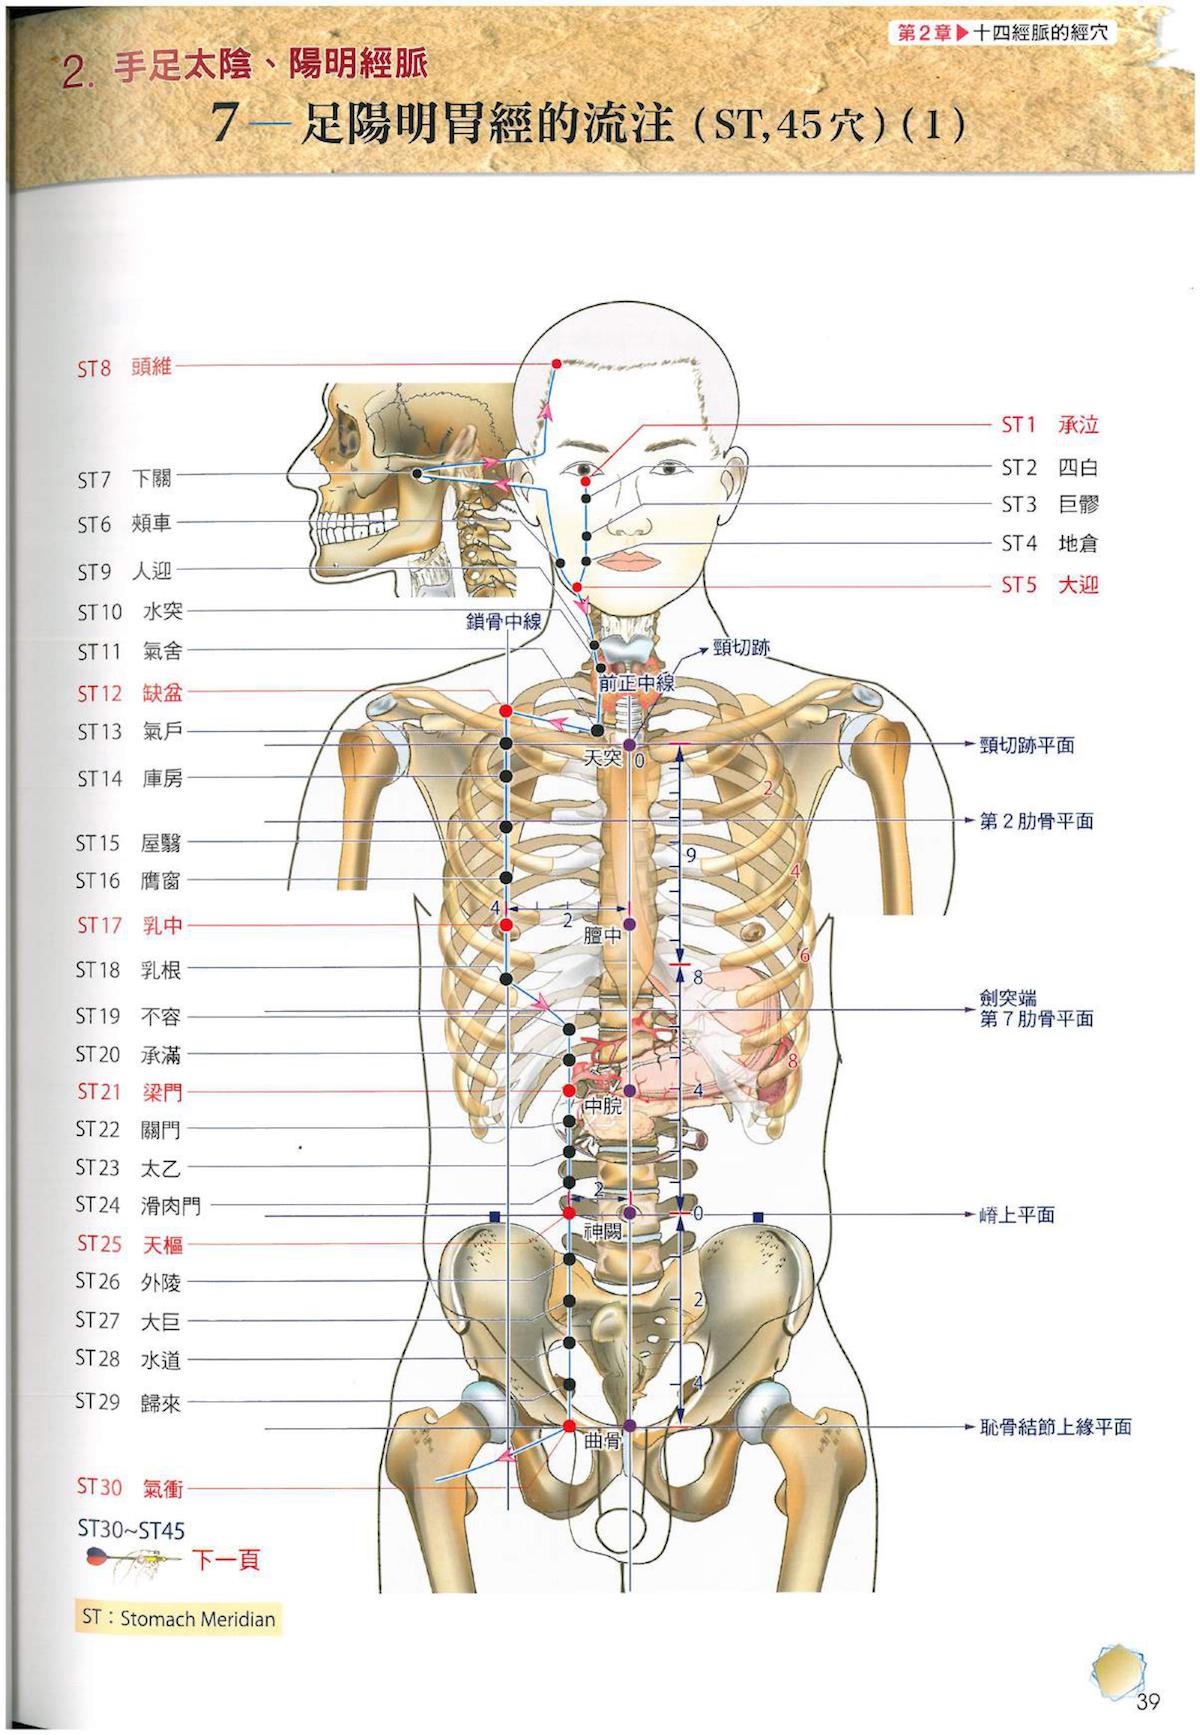 第2章▶十四經脈的經穴
2. 手足太陰、陽明經脈
7—足陽明胃經的流注(ST,45穴)(1)
ST8 頭維
ST7 下關
ST6 頰車
ST9 人迎
ST10 水突
ST11 氣舍
ST12 缺盆
ST13 氣戶
ST14 庫房
ST15 屋翳
ST16 膺窗
ST17 乳中
ST18 乳根
ST19 不容
ST20 承滿
ST21 梁門
ST22 關門
ST23 太乙
ST24 滑肉門
ST25 天樞
ST26 外陵
ST27 大巨
ST28 水道
ST29 歸來
ST30 氣衝
ST30~ST45
下一頁
ST：Stomach Meridian
鎖骨中線
前正中線
天突
0
9
4
2
膻中
8
4
中脘
2
神闕
0
2
4
曲骨
2
4
6
8
ST1 承泣
ST2 四白
ST3 巨髎
ST4 地倉
ST5 大迎
頸切跡
頸切跡平面
第2肋骨平面
劍突端
第7肋骨平面
嵴上平面
恥骨結節上緣平面
39